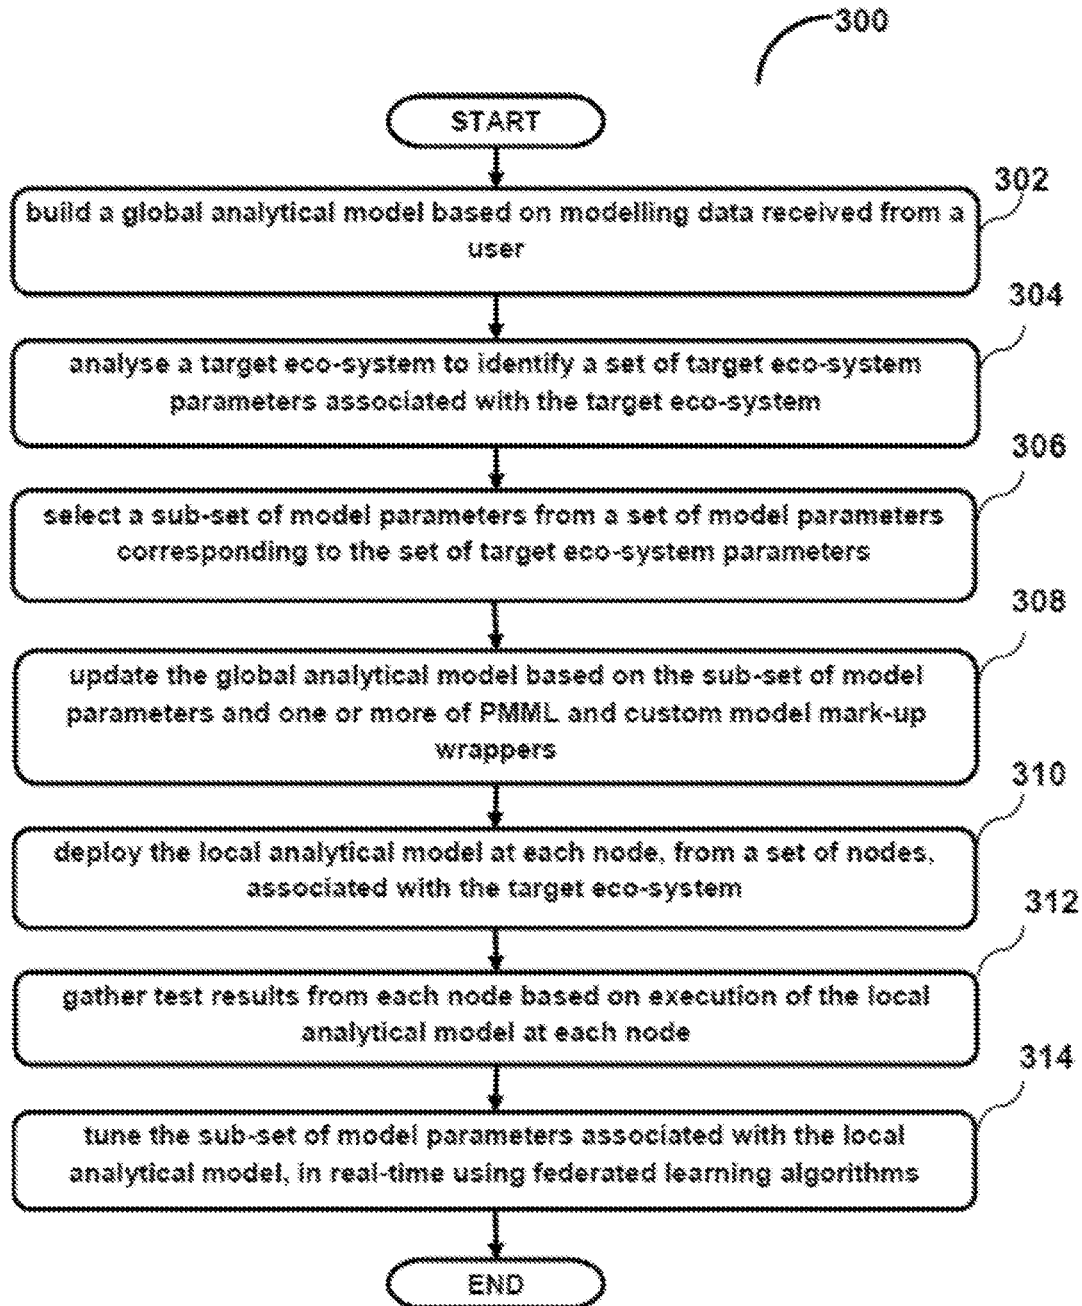 300
START
302
build a global analytical model based on modelling data received from a
user
304
analyse a target eco-system to identify a set of target eco-system
parameters associated with the target eco-system
306
select a sub-set of model parameters from a set of model parameters
corresponding to the set of target eco-system parameters
308
update the global analytical model based on the sub-set of model
parameters and one or more of PMML and custom model mark-up
wrappers
310
deploy the local analytical model at each node, from a set of nodes,
associated with the target eco-system
312
gather test results from each node based on execution of the local
analytical model at each node
314
tune the sub-set of model parameters associated with the local
analytical model, in real-time using federated learning algorithms
END